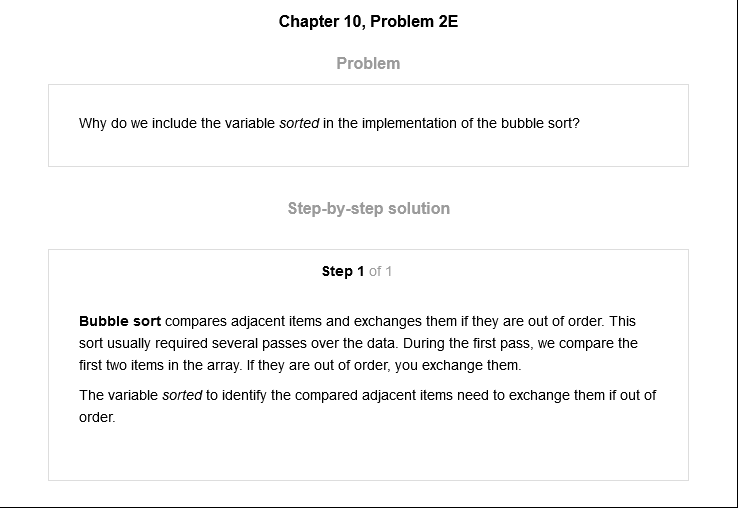 Chapter 10, Problem 2E
Problem
Why do we include the variable sorted in the implementation of the bubble sort?
Step-by-step solution
Step 1 of 1
Bubble sort compares adjacent items and exchanges them if they are out of order. This
sort usually required several passes over the data. During the first pass, we compare the
first two items in the array. If they are out of order, you exchange them.
The variable sorted to identify the compared adjacent items need to exchange them if out of
order.